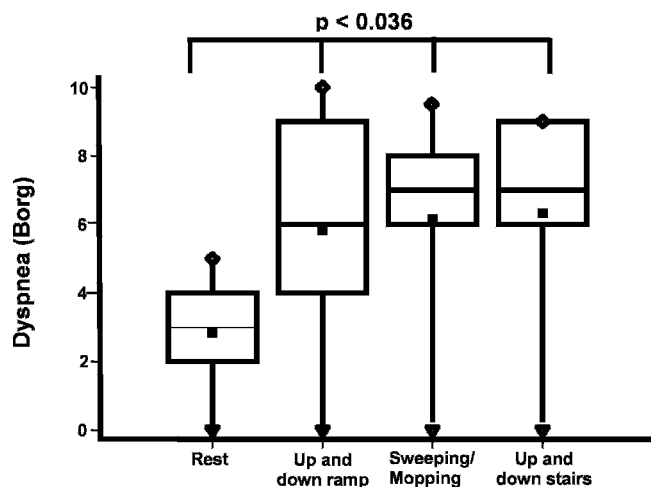 p < 0.036
10
8
6
4
2
0
Dyspnea (Borg)
Rest
Up and
down ramp
Sweeping/
Mopping
Up and
down stairs